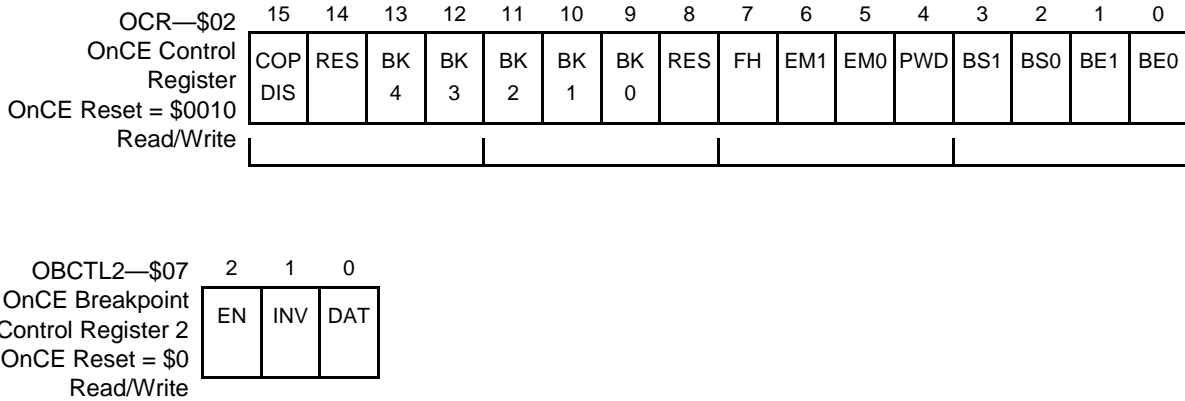 OCR—$02
OnCE Control
Register
OnCE Reset = $0010
Read/Write
15 14 13 12 11 10 9 8 7 6 5 4 3 2 1 0
COP RES BK BK BK BK BK RES FH EM1 EM0 PWD BS1 BS0 BE1 BE0
DIS 4 3 2 1 0
OBCTL2—$07
OnCE Breakpoint
Control Register 2
OnCE Reset = $0
Read/Write
2 1 0
EN INV DAT